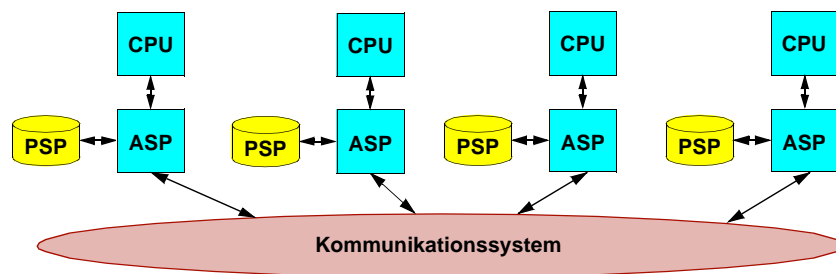 CPU CPU CPU CPU
PSP ASP PSP ASP PSP ASP PSP ASP
Kommunikationssystem